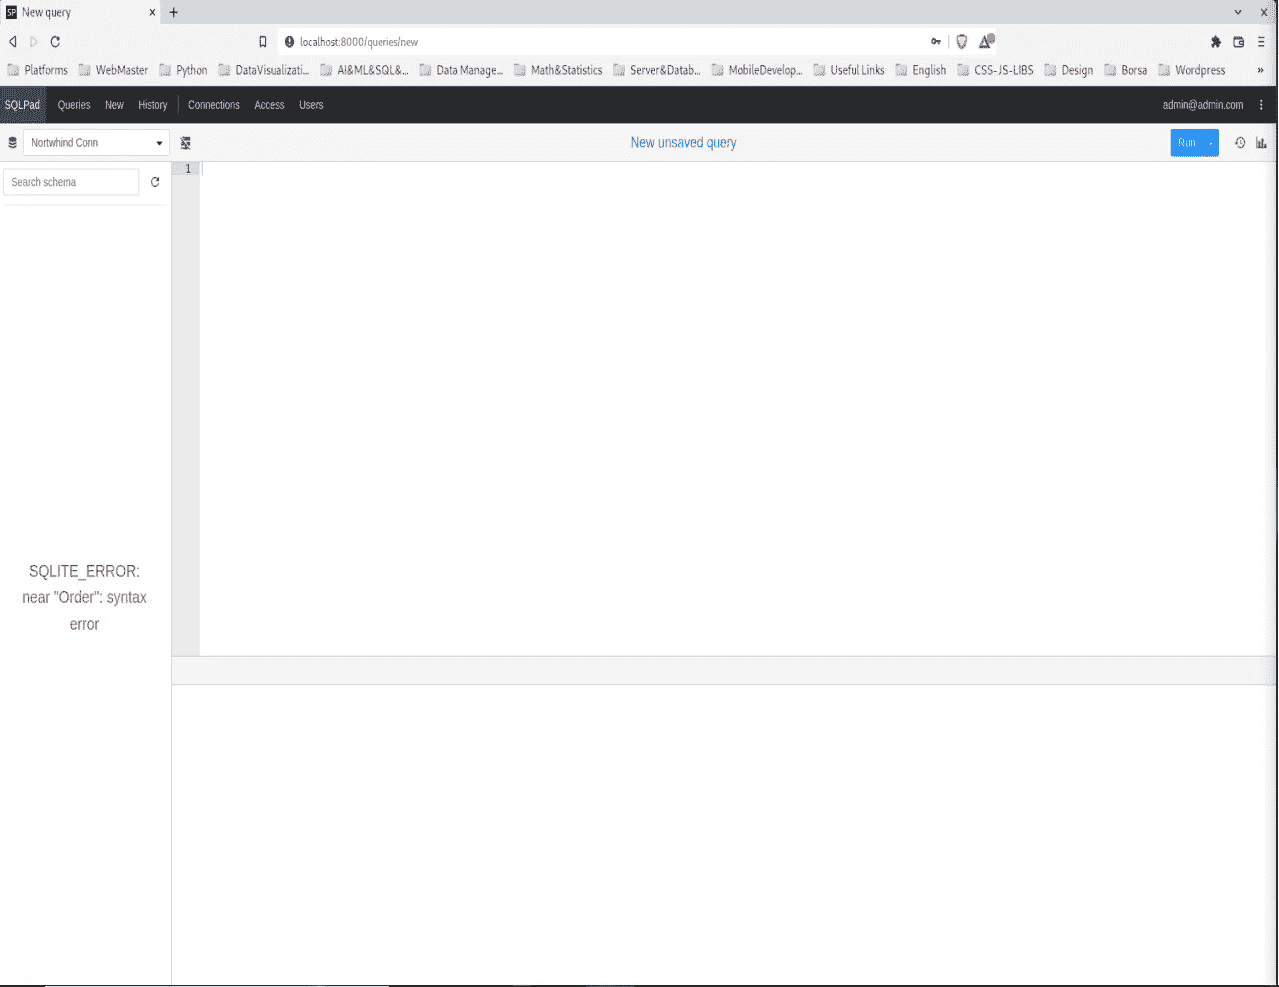 SP New query
localhost:8000/queries/new
Platforms WebMaster Python DataVisualizati... AI&ML&SQL&... Data Manage... Math&Statistics Server&Datab... MobileDevelop... Useful Links English CSS-JS-LIBS Design Borsa Wordpress »
SQLPad Queries New History Connections Access Users admin@admin.com
Nortwhind Conn New unsaved query Run
Search schema 1
SQLITE_ERROR:
near "Order": syntax
error